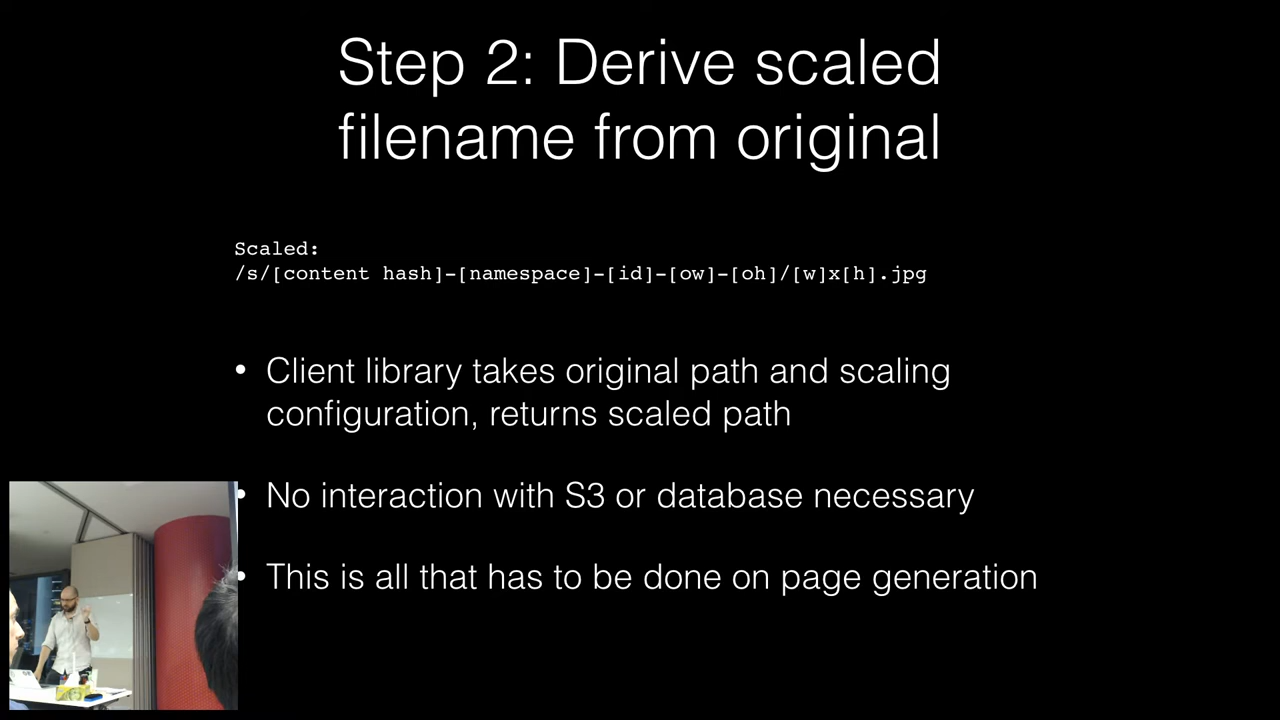 Step 2: Derive scaled
filename from original
Scaled:
/s/[content hash]-[namespace]-[id]-[ow]-[oh]/[w]x[h].jpg
• Client library takes original path and scaling
configuration, returns scaled path
• No interaction with S3 or database necessary
• This is all that has to be done on page generation